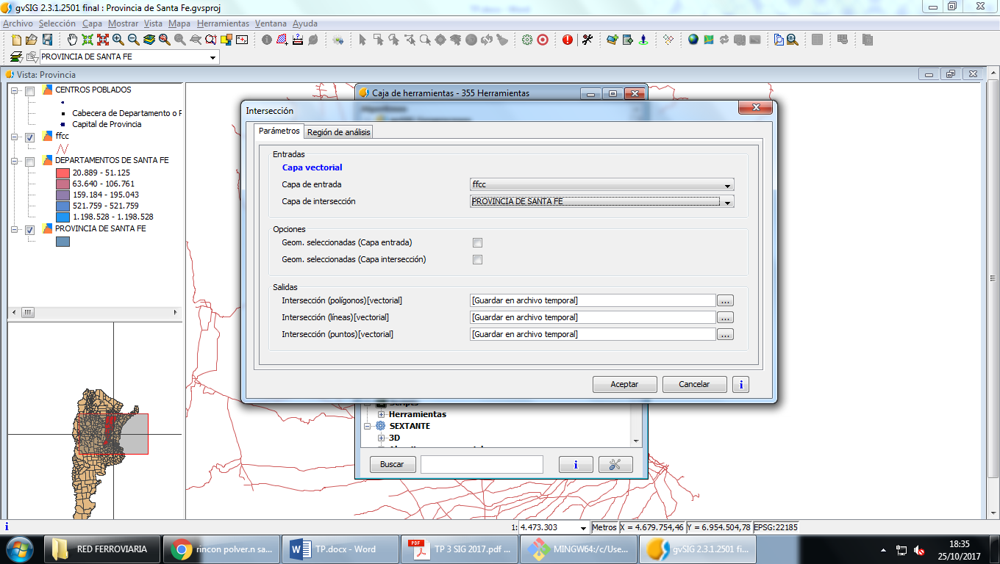 gvSIG 2.3.1.2501 final : Provincia de Santa Fe.gvsproj
Archivo Selección Capa Mostrar Vista Mapa Herramientas Ventana Ayuda
PROVINCIA DE SANTA FE
Vista: Provincia
CENTROS POBLADOS
Cabecera de Departamento o P
Capital de Provincia
ffcc
DEPARTAMENTOS DE SANTA FE
20.889 - 51.125
63.640 - 106.761
159.184 - 195.043
521.759 - 521.759
1.198.528 - 1.198.528
PROVINCIA DE SANTA FE
Caja de herramientas - 355 Herramientas
Intersección
Parámetros Región de análisis
Entradas
Capa vectorial
Capa de entrada ffcc
Capa de intersección PROVINCIA DE SANTA FE
Opciones
Geom. seleccionadas (Capa entrada)
Geom. seleccionadas (Capa intersección)
Salidas
Intersección (polígonos)[vectorial] [Guardar en archivo temporal] ...
Intersección (líneas)[vectorial] [Guardar en archivo temporal] ...
Intersección (puntos)[vectorial] [Guardar en archivo temporal] ...
Aceptar Cancelar i
Scripts
Herramientas
SEXTANTE
3D
Buscar i
i 1: 4.473.303 Metros X = 4.679.754,46 Y = 6.954.504,78 EPSG:22185
RED FERROVIARIA rincon polver.n sa... TP.docx - Word TP 3 SIG 2017.pdf ... MINGW64:/c/Use... gvSIG 2.3.1.2501 fi...
18:35
25/10/2017